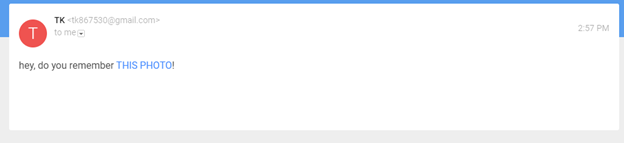 T
TK <tk867530@gmail.com>
to me
2:57 PM
hey, do you remember THIS PHOTO!